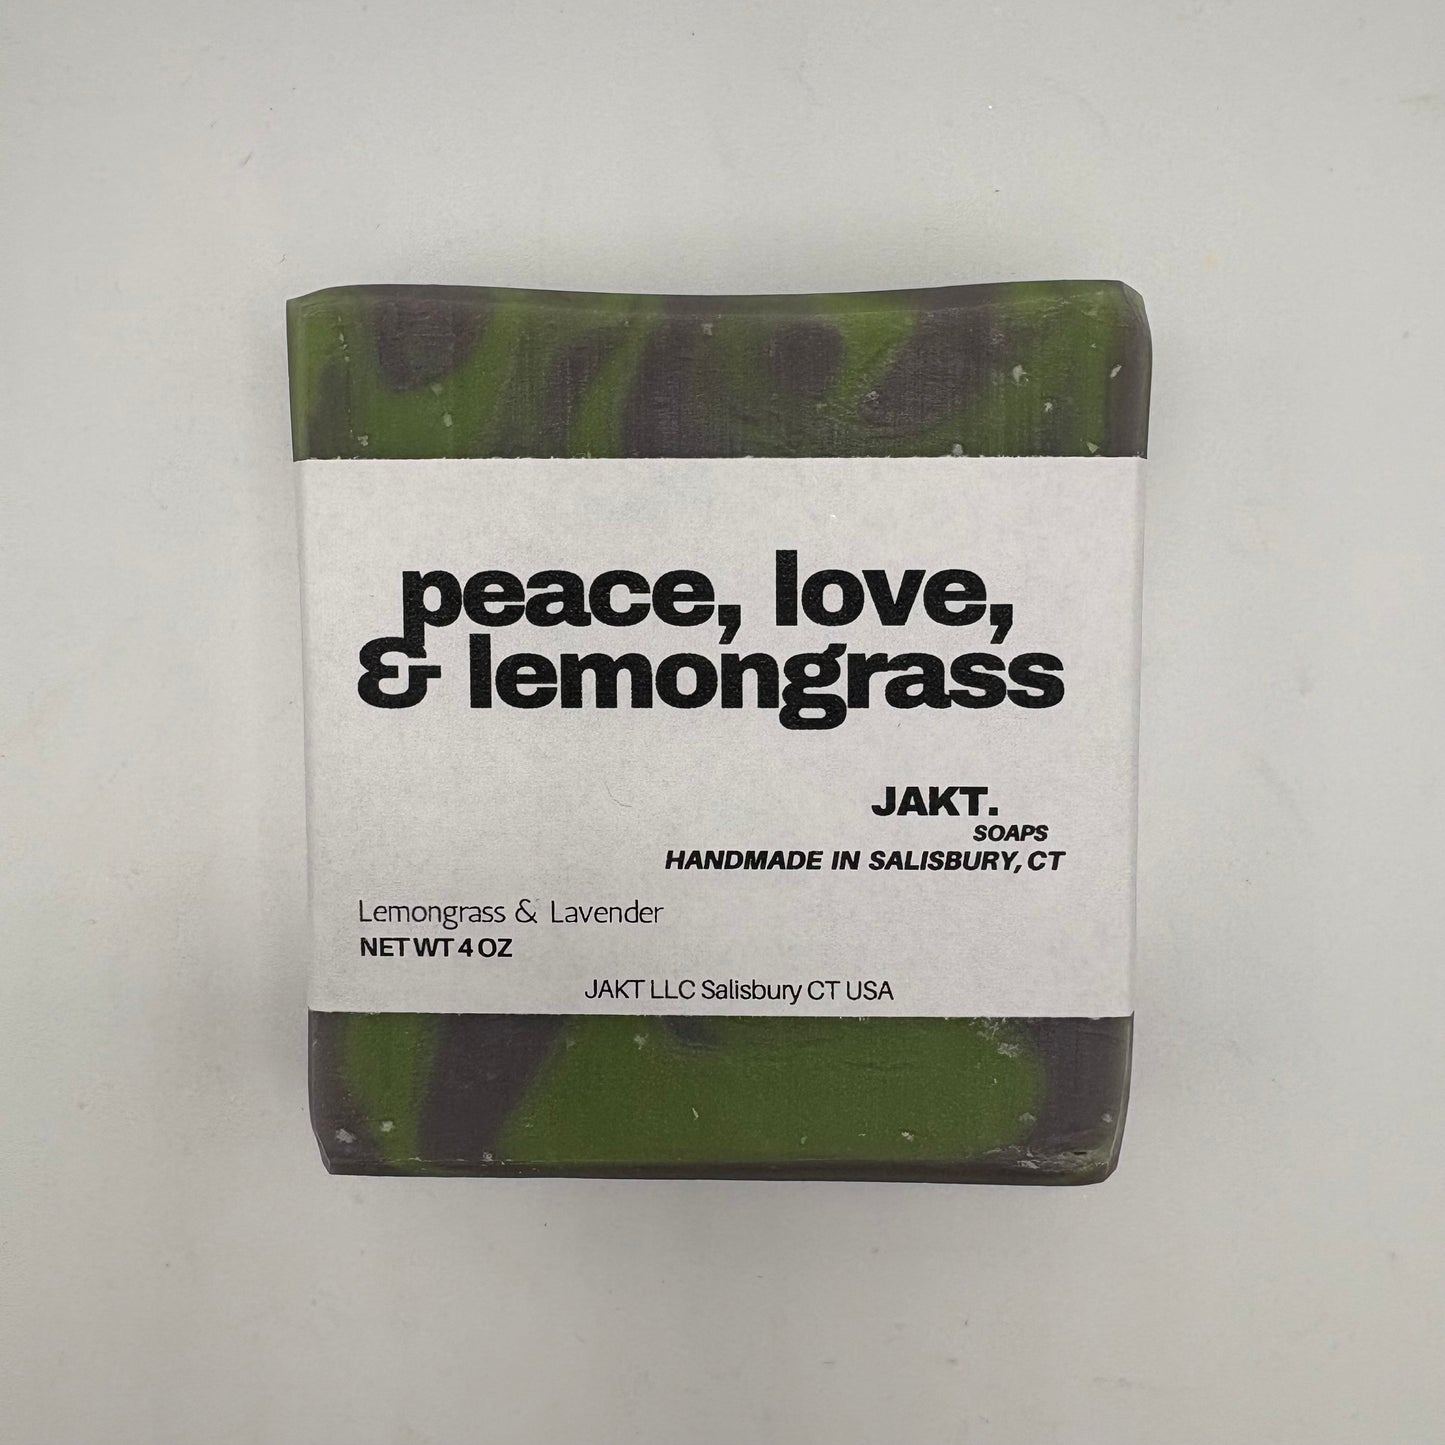 peace, love,
& lemongrass
JAKT.
SOAPS
HANDMADE IN SALISBURY, CT
Lemongrass & Lavender
NET WT 4 OZ
JAKT LLC Salisbury CT USA